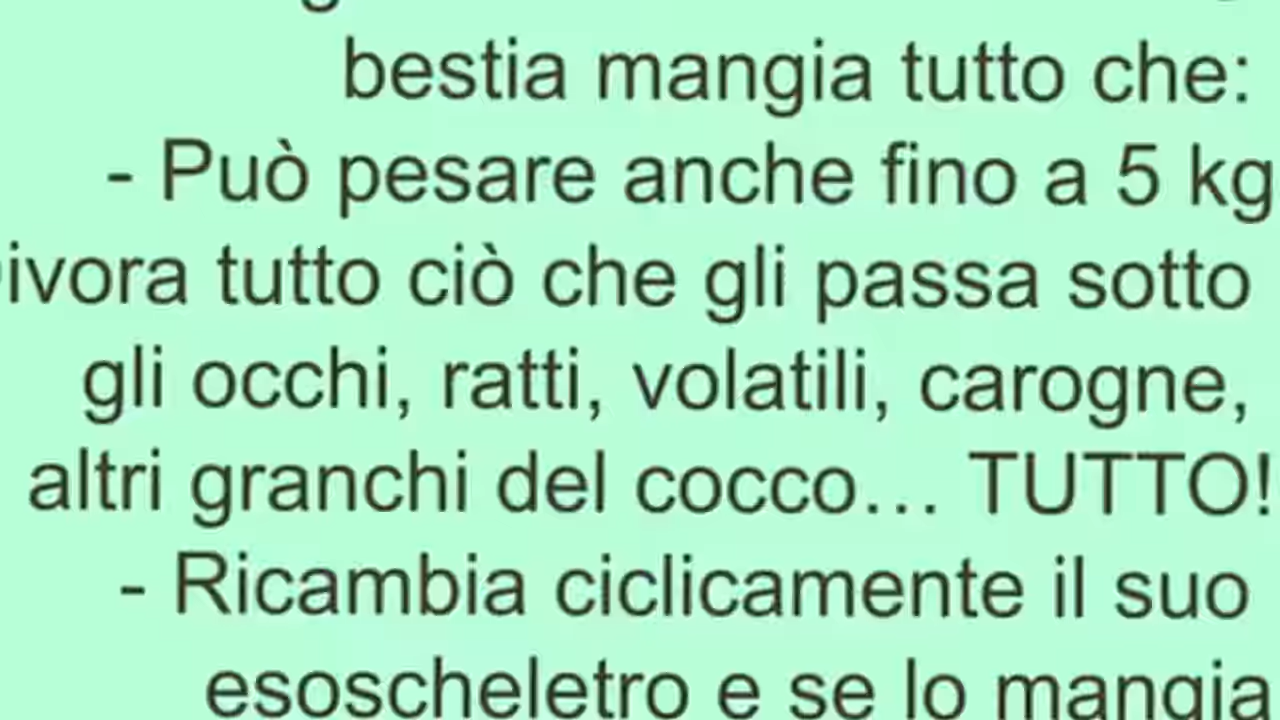 bestia mangia tutto che:
- Può pesare anche fino a 5 kg
ivora tutto ciò che gli passa sotto
gli occhi, ratti, volatili, carogne,
altri granchi del cocco... TUTTO!
- Ricambia ciclicamente il suo
esoscheletro e se lo mangia